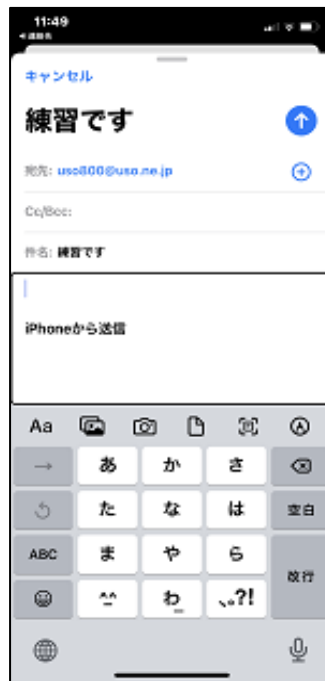 11:49
キャンセル
練習です
宛先: uso800@uso.ne.jp
Cc/Bcc:
件名: 練習です
iPhoneから送信
Aa
→ あ か さ
た な は 空白
ABC ま や ら
改行
^^ わ_ 、。?!